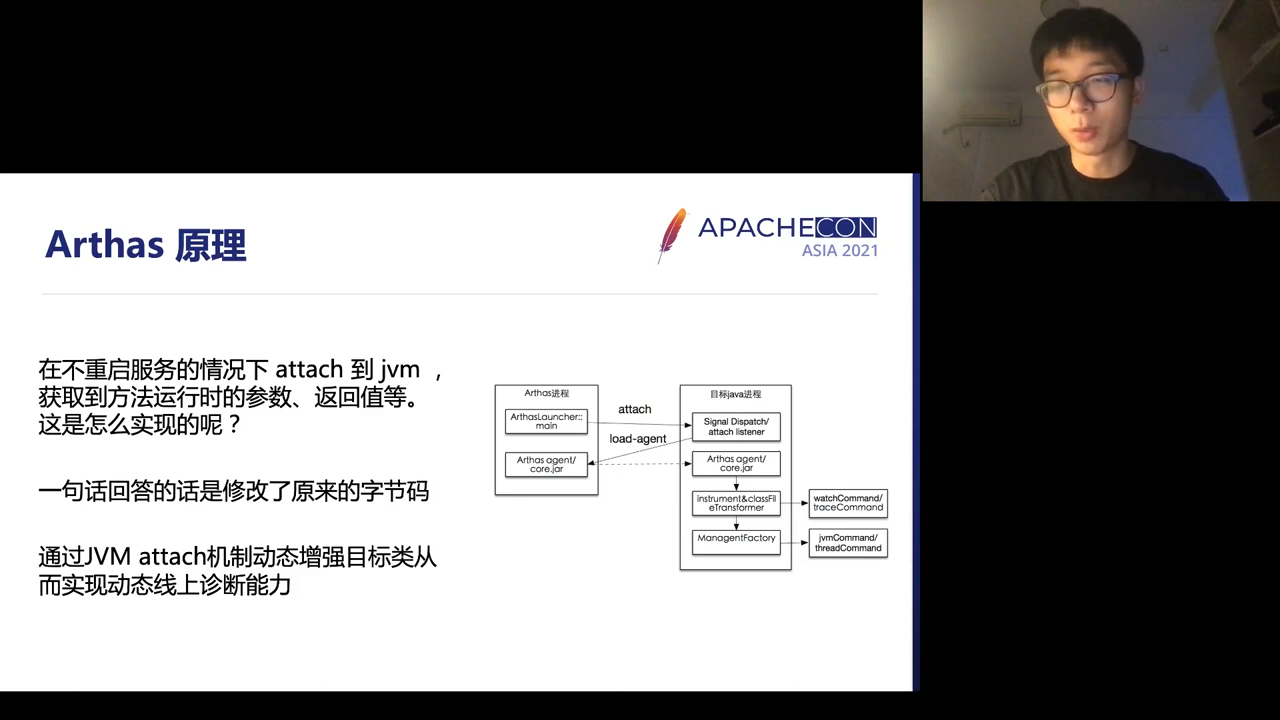 Arthas 原理
APACHECON
ASIA 2021
在不重启服务的情况下 attach 到 jvm ，
获取到方法运行时的参数、返回值等。
这是怎么实现的呢？
一句话回答的话是修改了原来的字节码
通过JVM attach机制动态增强目标类从
而实现动态线上诊断能力
Arthas进程
ArthasLauncher::
main
Arthas agent/
core.jar
attach
load-agent
目标java进程
Signal Dispatch/
attach listener
Arthas agent/
core.jar
instrument&classFil
eTransformer
ManagentFactory
watchCommand/
traceCommand
jvmCommand/
threadCommand